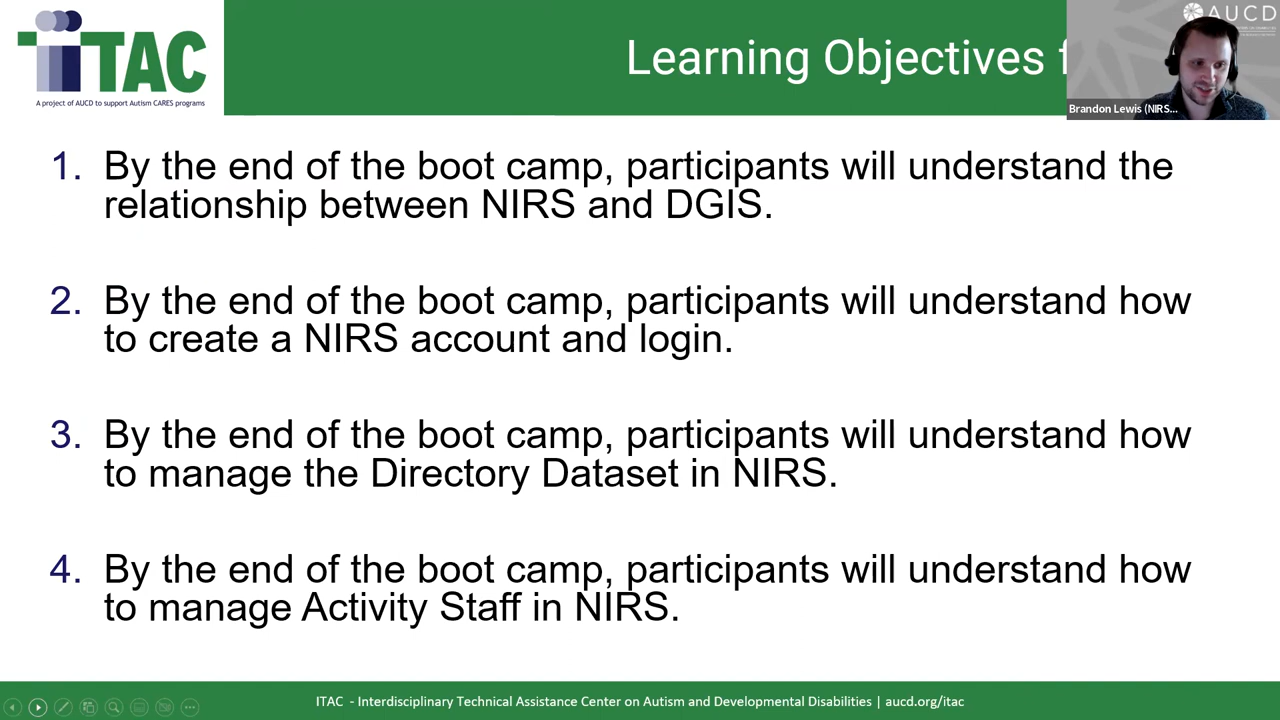 iTAC
A project of AUCD to support Autism CARES programs
Learning Objectives f
AUCD
Brandon Lewis (NIRS...
1. By the end of the boot camp, participants will understand the
relationship between NIRS and DGIS.
2. By the end of the boot camp, participants will understand how
to create a NIRS account and login.
3. By the end of the boot camp, participants will understand how
to manage the Directory Dataset in NIRS.
4. By the end of the boot camp, participants will understand how
to manage Activity Staff in NIRS.
ITAC - Interdisciplinary Technical Assistance Center on Autism and Developmental Disabilities | aucd.org/itac